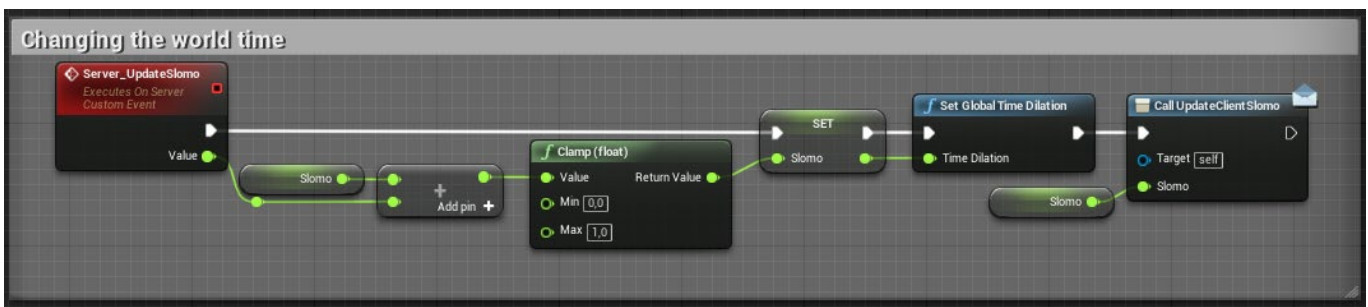 Changing the world time
Server_UpdateSlomo
Executes On Server
Custom Event
Value
Slomo
+
Add pin +
f Clamp (float)
Value Return Value
Min 0,0
Max 1,0
SET
Slomo
f Set Global Time Dilation
Time Dilation
Slomo
Call UpdateClientSlomo
Target self
Slomo